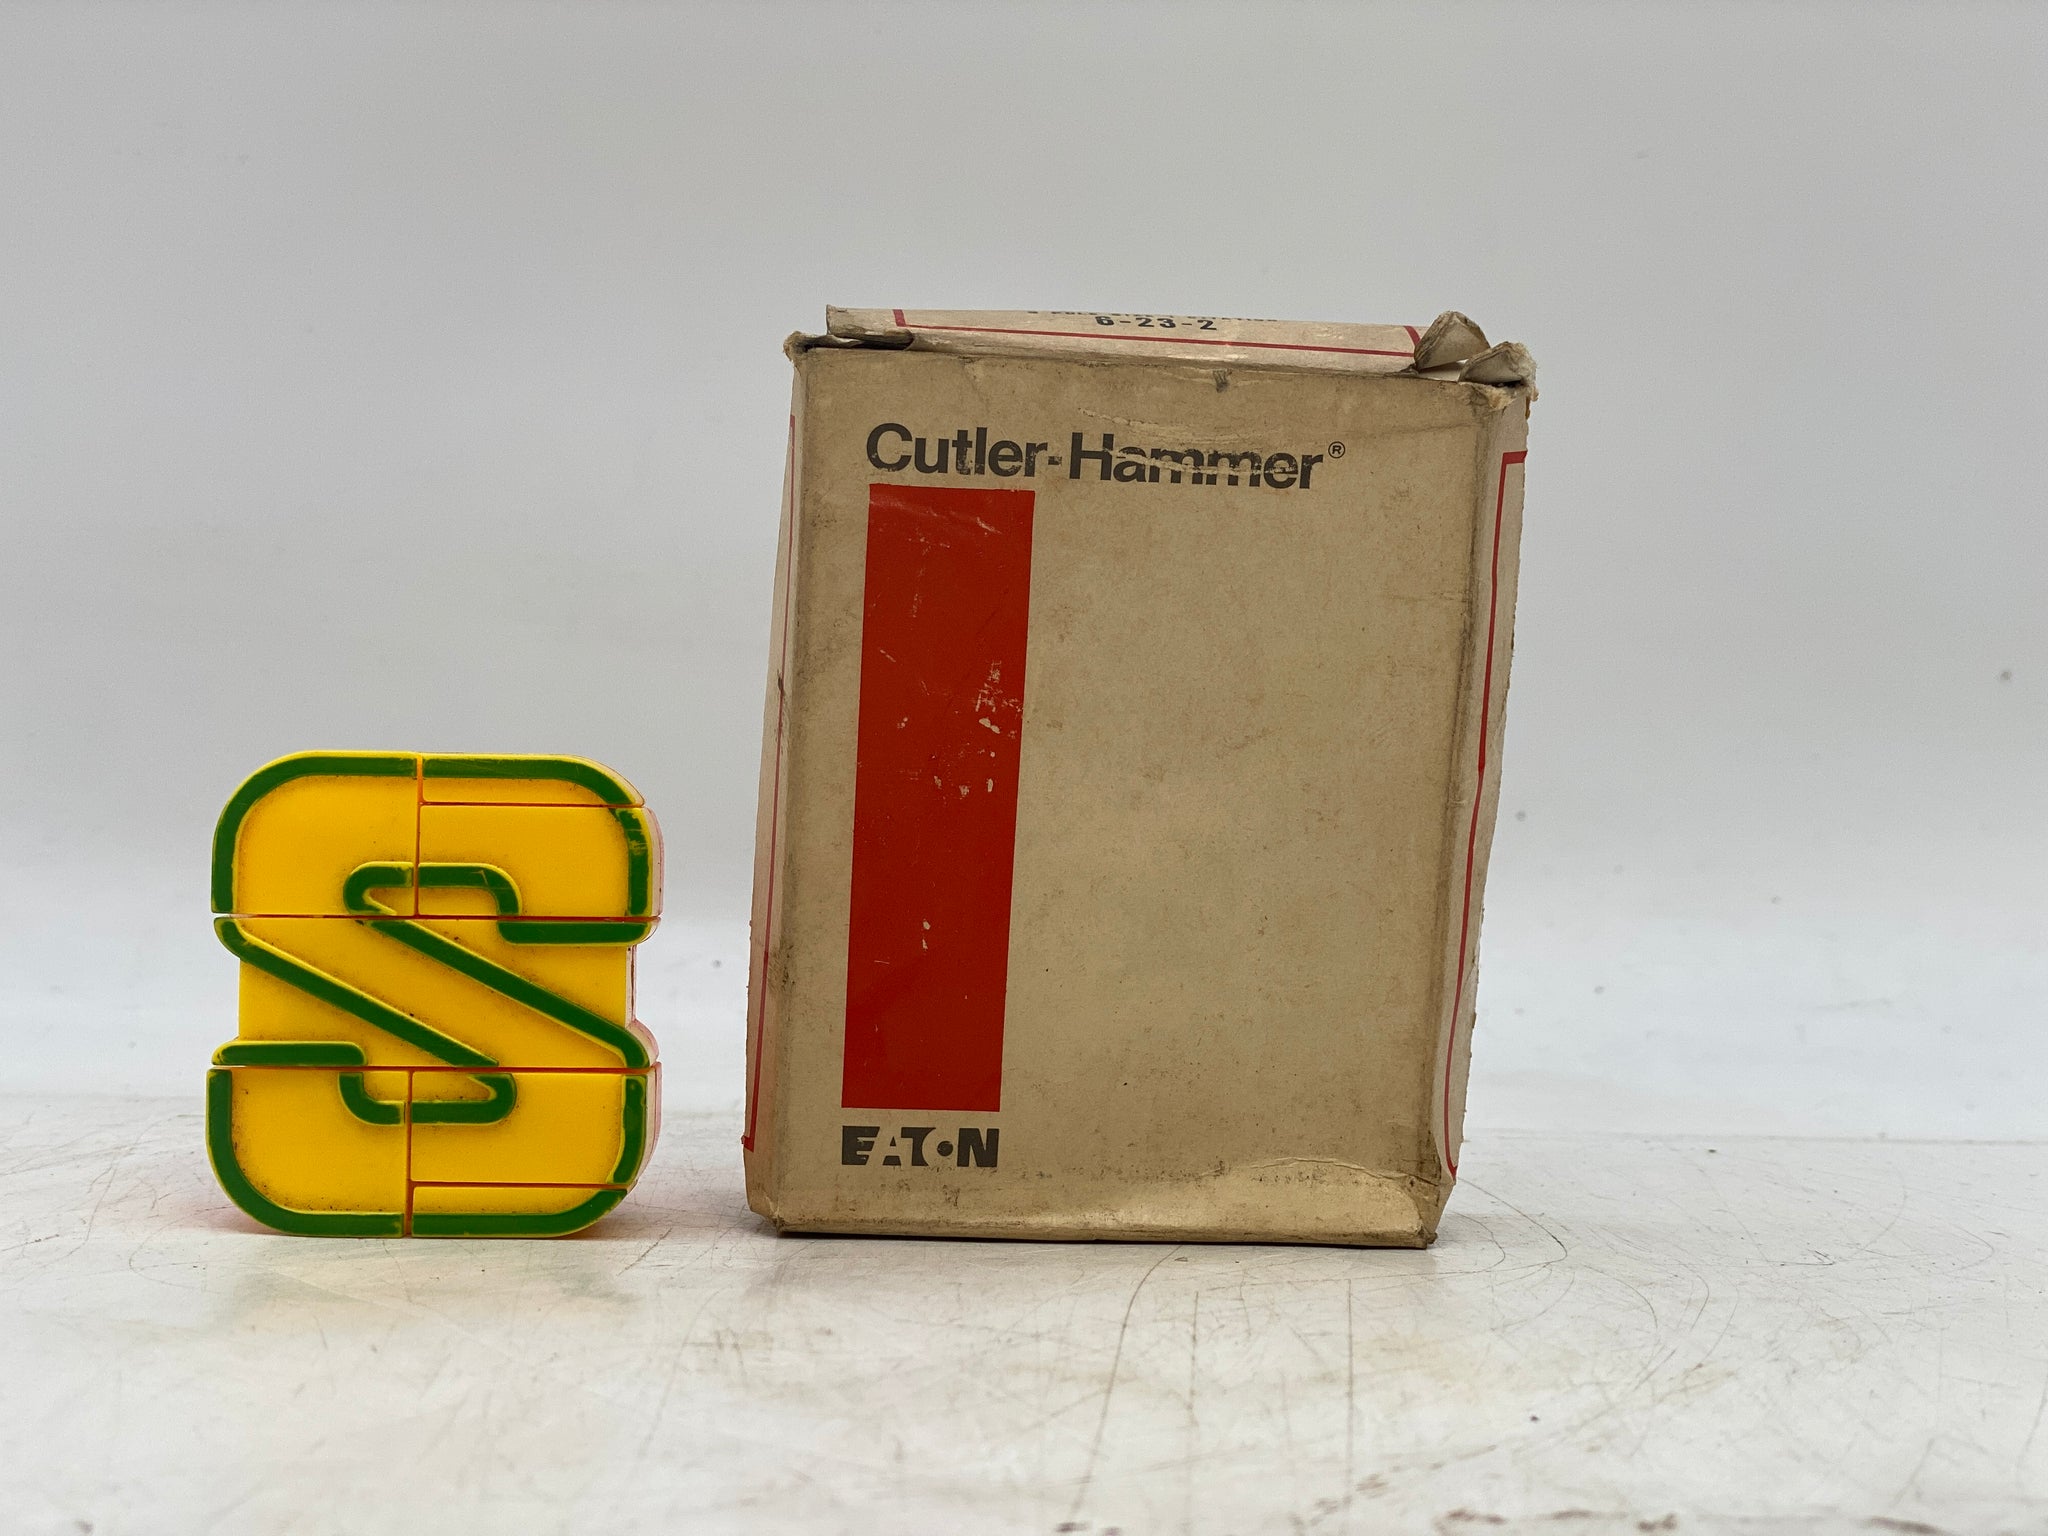 6-23-2
Cutler-Hammer®
EATON
S